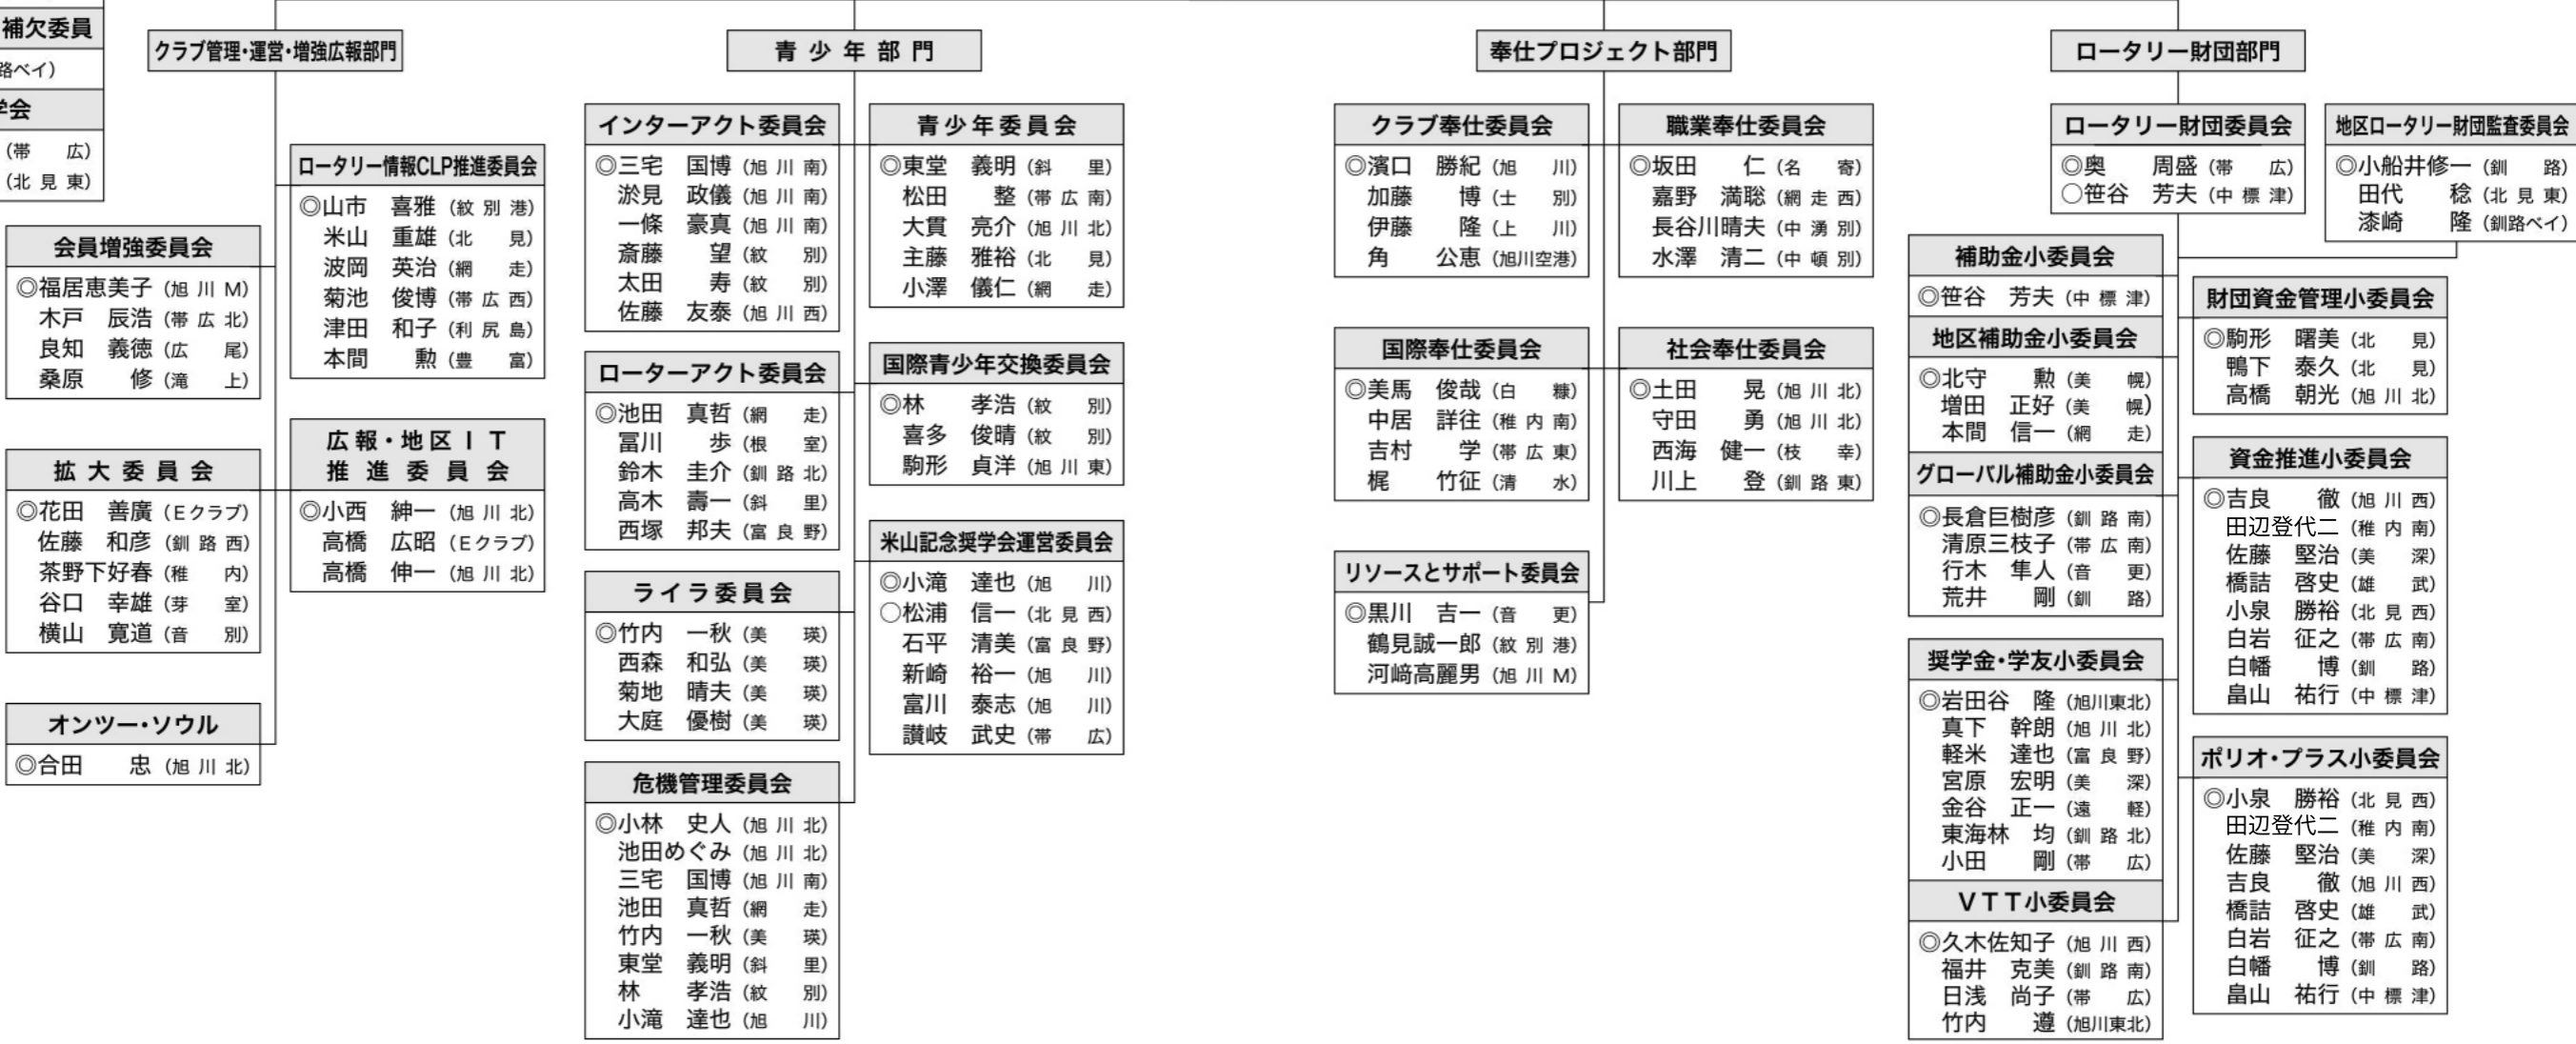 補欠委員
路ベイ)
学会
(帯　広)
(北見東)
クラブ管理・運営・増強広報部門
会員増強委員会
◎福居恵美子(旭川M)
木戸　辰浩(帯広北)
良知　義徳(広　尾)
桑原　修(滝　上)
拡大委員会
◎花田　善廣(Eクラブ)
佐藤　和彦(釧路西)
茶野下好春(稚　内)
谷口　幸雄(芽　室)
横山　寛道(音　別)
オンツー・ソウル
◎合田　忠(旭川北)
ロータリー情報CLP推進委員会
◎山市　喜雅(紋別港)
米山　重雄(北　見)
波岡　英治(網　走)
菊池　俊博(帯広西)
津田　和子(利尻島)
本間　勲(豊　富)
広報・地区IT
推進委員会
◎小西　紳一(旭川北)
高橋　広昭(Eクラブ)
高橋　伸一(旭川北)
青少年部門
インターアクト委員会
◎三宅　国博(旭川南)
淤見　政儀(旭川南)
一條　豪真(旭川南)
斎藤　望(紋　別)
太田　寿(紋　別)
佐藤　友泰(旭川西)
ローターアクト委員会
◎池田　真哲(網　走)
冨川　歩(根　室)
鈴木　圭介(釧路北)
高木　壽一(斜　里)
西塚　邦夫(富良野)
ライラ委員会
◎竹内　一秋(美　瑛)
西森　和弘(美　瑛)
菊地　晴夫(美　瑛)
大庭　優樹(美　瑛)
危機管理委員会
◎小林　史人(旭川北)
池田めぐみ(旭川北)
三宅　国博(旭川南)
池田　真哲(網　走)
竹内　一秋(美　瑛)
東堂　義明(斜　里)
林　孝浩(紋　別)
小滝　達也(旭　川)
青少年委員会
◎東堂　義明(斜　里)
松田　整(帯広南)
大貫　亮介(旭川北)
主藤　雅裕(北　見)
小澤　儀仁(網　走)
国際青少年交換委員会
◎林　孝浩(紋　別)
喜多　俊晴(紋　別)
駒形　貞洋(旭川東)
米山記念奨学会運営委員会
◎小滝　達也(旭　川)
○松浦　信一(北見西)
石平　清美(富良野)
新崎　裕一(旭　川)
富川　泰志(旭　川)
讃岐　武史(帯　広)
奉仕プロジェクト部門
クラブ奉仕委員会
◎濱口　勝紀(旭　川)
加藤　博(士　別)
伊藤　隆(上　川)
角　公恵(旭川空港)
職業奉仕委員会
◎坂田　仁(名　寄)
嘉野　満聡(網走西)
長谷川晴夫(中湧別)
水澤　清二(中頓別)
国際奉仕委員会
◎美馬　俊哉(白　糠)
中居　詳往(稚内南)
吉村　学(帯広東)
梶　竹征(清　水)
社会奉仕委員会
◎土田　晃(旭川北)
守田　勇(旭川北)
西海　健一(枝　幸)
川上　登(釧路東)
リソースとサポート委員会
◎黒川　吉一(音　更)
鶴見誠一郎(紋別港)
河﨑高麗男(旭川M)
ロータリー財団部門
ロータリー財団委員会
◎奥　周盛(帯　広)
○笹谷　芳夫(中標津)
地区ロータリー財団監査委員会
◎小船井修一(釧　路)
田代　稔(北見東)
漆崎　隆(釧路ベイ)
補助金小委員会
◎笹谷　芳夫(中標津)
地区補助金小委員会
◎北守　勲(美　幌)
増田　正好(美　幌)
本間　信一(網　走)
グローバル補助金小委員会
◎長倉巨樹彦(釧路南)
清原三枝子(帯広南)
行木　隼人(音　更)
荒井　剛(釧　路)
奨学金・学友小委員会
◎岩田谷　隆(旭川東北)
真下　幹朗(旭川北)
軽米　達也(富良野)
宮原　宏明(美　深)
金谷　正一(遠　軽)
東海林　均(釧路北)
小田　剛(帯　広)
VTT小委員会
◎久木佐知子(旭川西)
福井　克美(釧路南)
日浅　尚子(帯　広)
竹内　遵(旭川東北)
財団資金管理小委員会
◎駒形　曙美(北　見)
鴨下　泰久(北　見)
高橋　朝光(旭川北)
資金推進小委員会
◎吉良　徹(旭川西)
田辺登代二(稚内南)
佐藤　堅治(美　深)
橋詰　啓史(雄　武)
小泉　勝裕(北見西)
白岩　征之(帯広南)
白幡　博(釧　路)
畠山　祐行(中標津)
ポリオ・プラス小委員会
◎小泉　勝裕(北見西)
田辺登代二(稚内南)
佐藤　堅治(美　深)
吉良　徹(旭川西)
橋詰　啓史(雄　武)
白岩　征之(帯広南)
白幡　博(釧　路)
畠山　祐行(中標津)